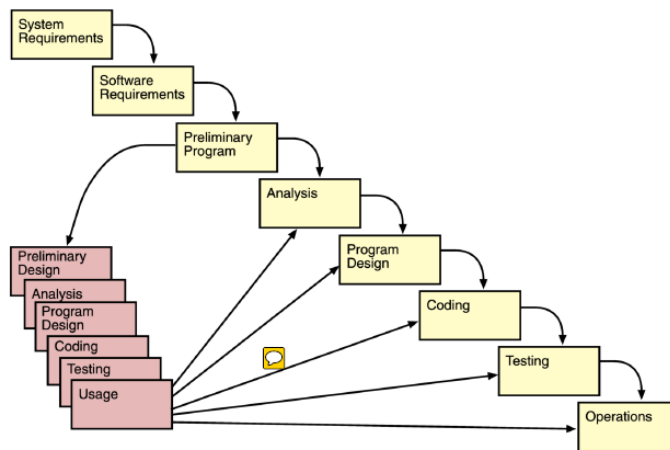 System
Requirements
Software
Requirements
Preliminary
Program
Analysis
Program
Design
Coding
Testing
Operations
Preliminary
Design
Analysis
Program
Design
Coding
Testing
Usage